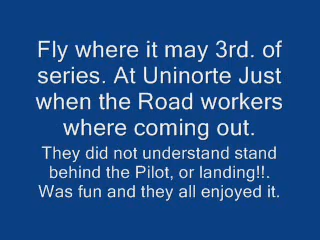 Fly where it may 3rd. of
series. At Uninorte Just
when the Road workers
where coming out.
They did not understand stand
behind the Pilot, or landing!!.
Was fun and they all enjoyed it.